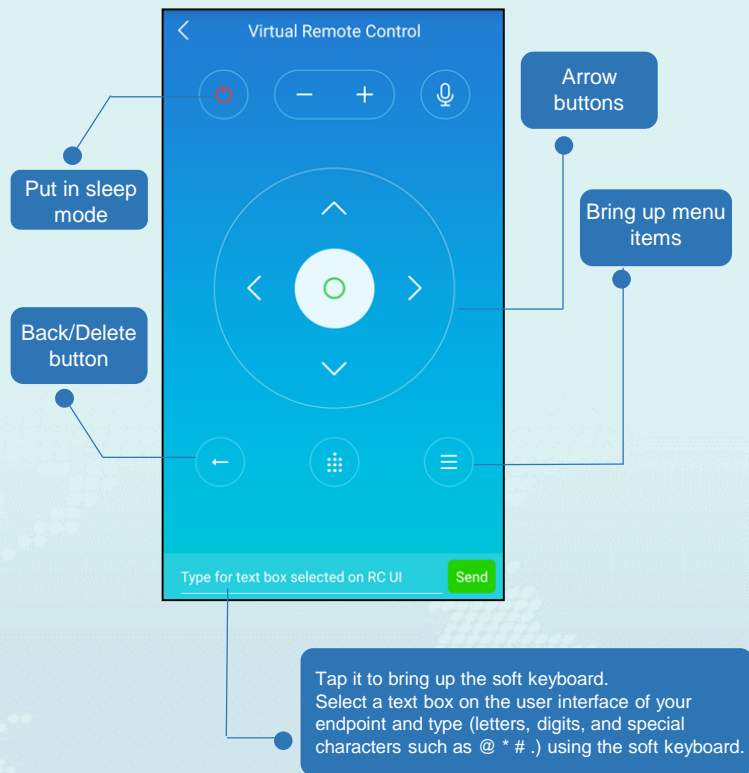 Virtual Remote Control
Arrow
buttons
Put in sleep
mode
Bring up menu
items
Back/Delete
button
Type for text box selected on RC UI
Send
Tap it to bring up the soft keyboard.
Select a text box on the user interface of your
endpoint and type (letters, digits, and special
characters such as @ * # .) using the soft keyboard.